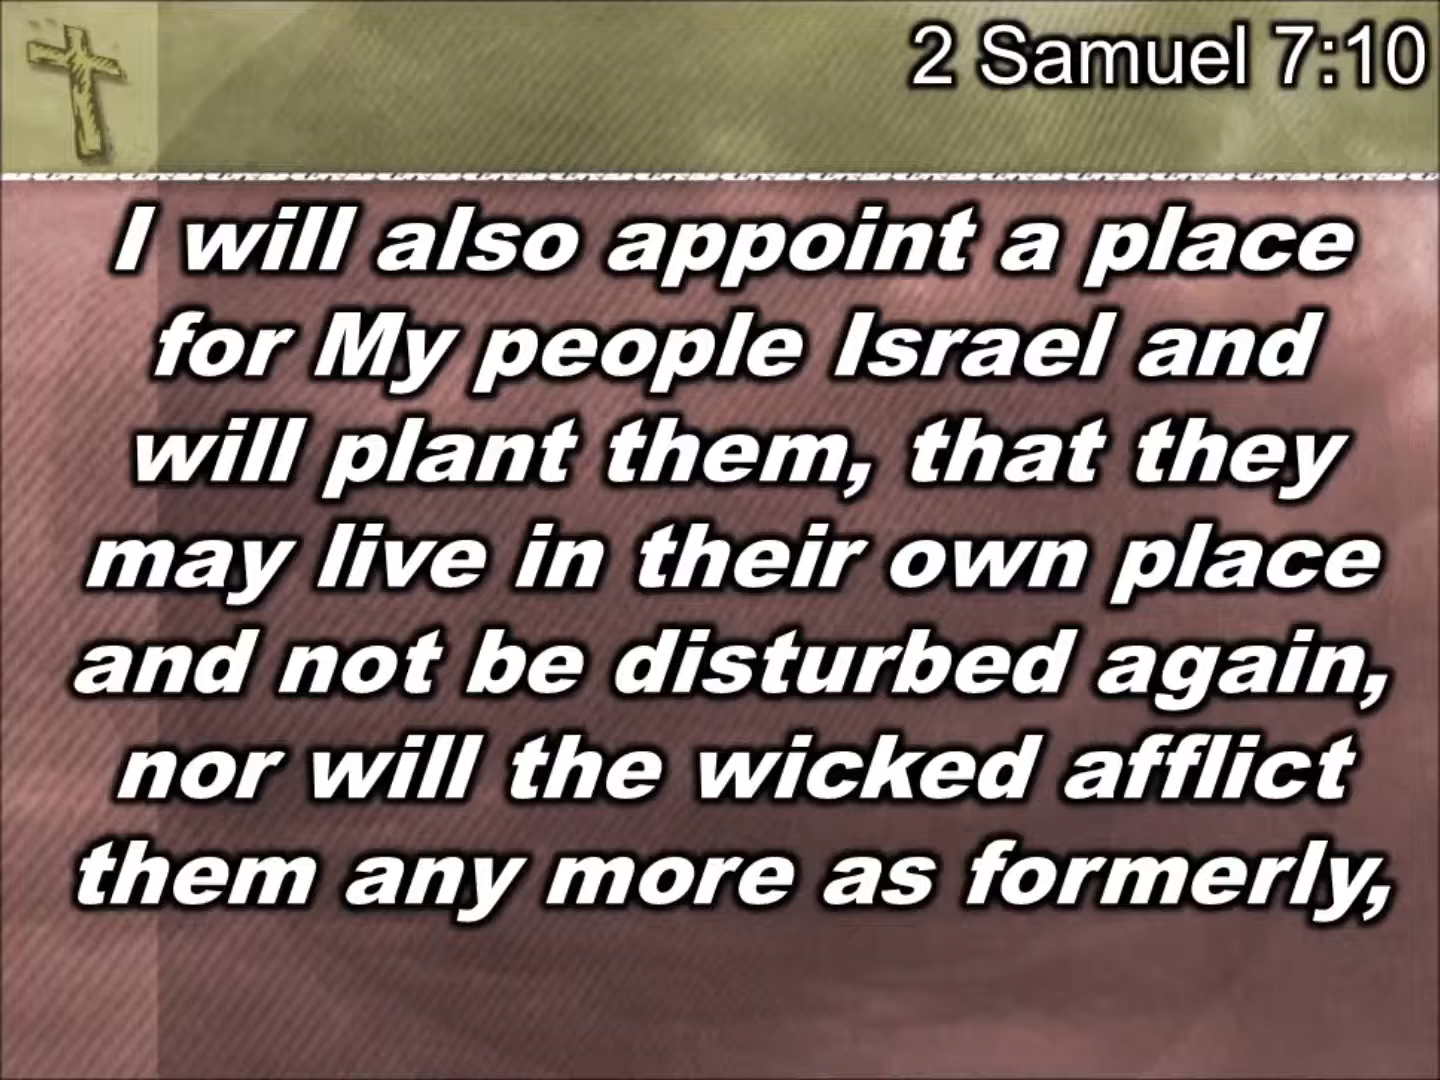 2 Samuel 7:10
I will also appoint a place
for My people Israel and
will plant them, that they
may live in their own place
and not be disturbed again,
nor will the wicked afflict
them any more as formerly,